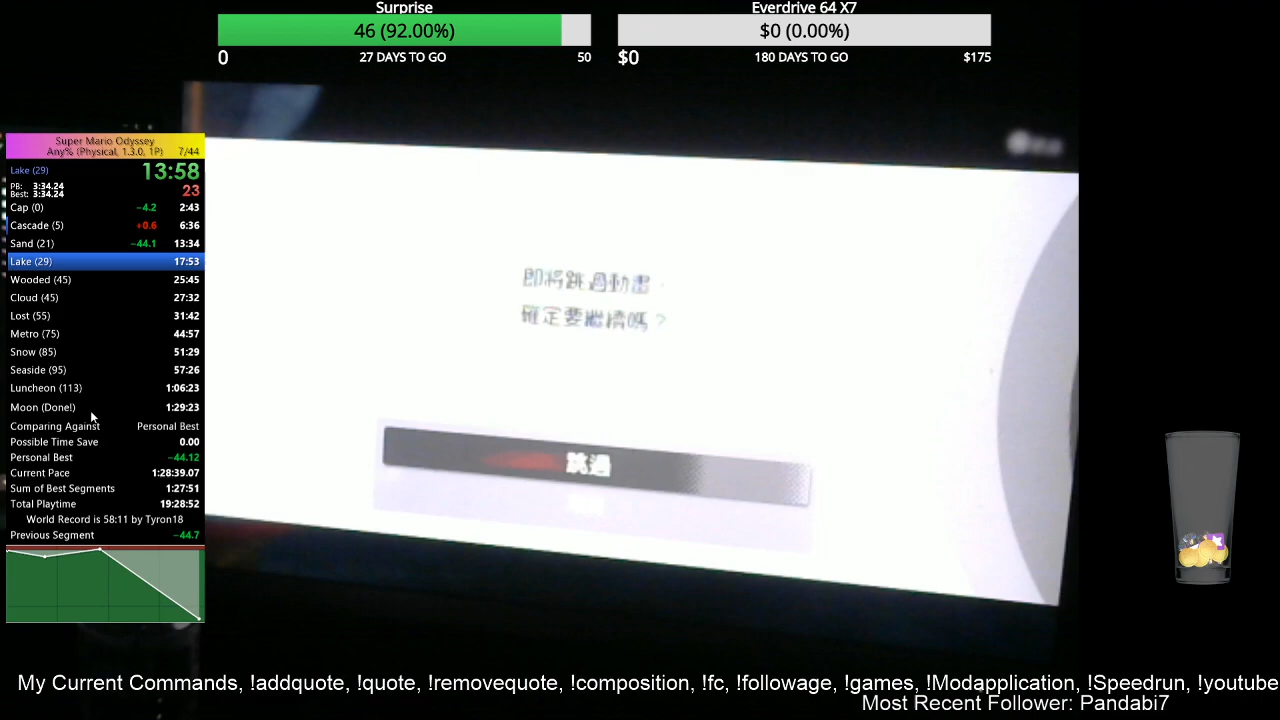 Surprise
46 (92.00%)
0
27 DAYS TO GO
50
Everdrive 64 X7
$0 (0.00%)
$0
180 DAYS TO GO
$175
Super Mario Odyssey
Any% (Physical, 1.3.0, 1P) 7/44
Lake (29) 13:58
PB: 3:34.24
Best: 3:34.24
23
Cap (0) -4.2 2:43
Cascade (5) +0.6 6:36
Sand (21) -44.1 13:34
Lake (29) 17:53
Wooded (45) 25:45
Cloud (45) 27:32
Lost (55) 31:42
Metro (75) 44:57
Snow (85) 51:29
Seaside (95) 57:26
Luncheon (113) 1:06:23
Moon (Done!) 1:29:23
Comparing Against Personal Best
Possible Time Save 0.00
Personal Best -44.12
Current Pace 1:28:39.07
Sum of Best Segments 1:27:51
Total Playtime 19:28:52
World Record is 58:11 by Tyron18
Previous Segment -44.7
即將跳過動畫。
確定要繼續嗎？
跳過
My Current Commands, !addquote, !quote, !removequote, !composition, !fc, !followage, !games, !Modapplication, !Speedrun, !youtube
Most Recent Follower: Pandabi7